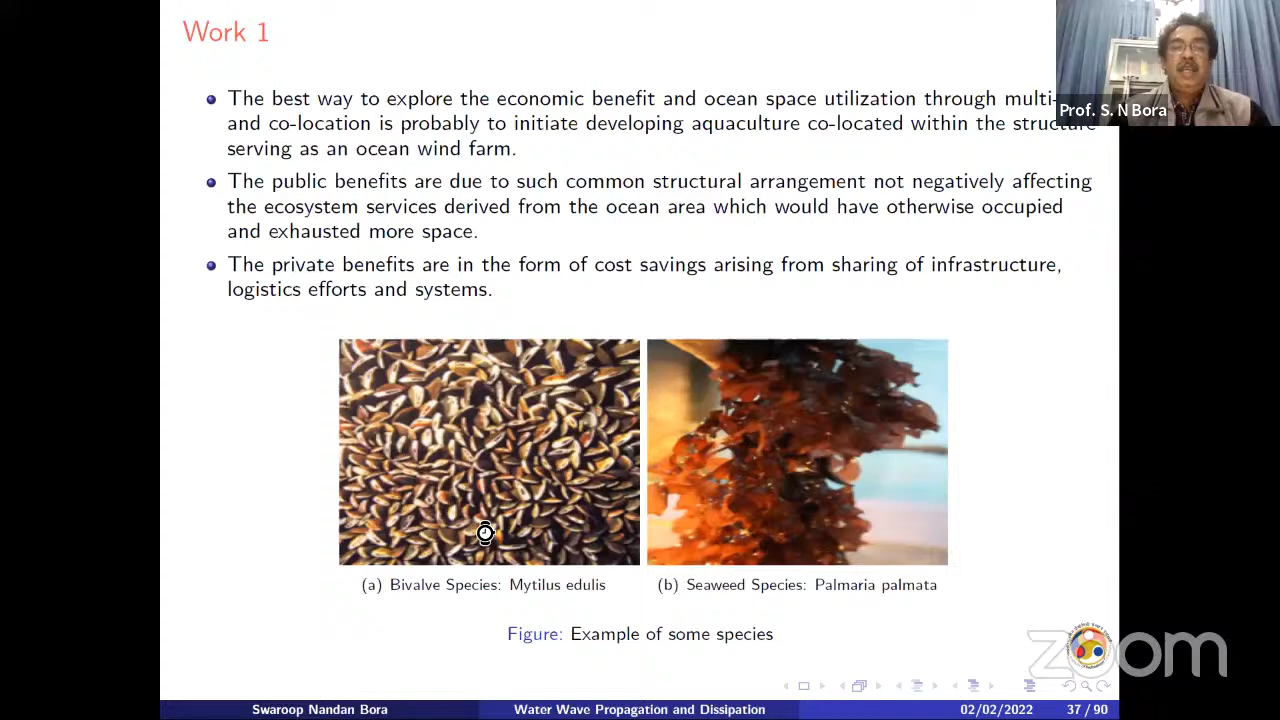 Work 1
The best way to explore the economic benefit and ocean space utilization through multi-
and co-location is probably to initiate developing aquaculture co-located within the structure
serving as an ocean wind farm.
The public benefits are due to such common structural arrangement not negatively affecting
the ecosystem services derived from the ocean area which would have otherwise occupied
and exhausted more space.
The private benefits are in the form of cost savings arising from sharing of infrastructure,
logistics efforts and systems.
Prof. S. N Bora
(a) Bivalve Species: Mytilus edulis
(b) Seaweed Species: Palmaria palmata
Figure: Example of some species
zoom
Swaroop Nandan Bora
Water Wave Propagation and Dissipation
02/02/2022
37 / 90